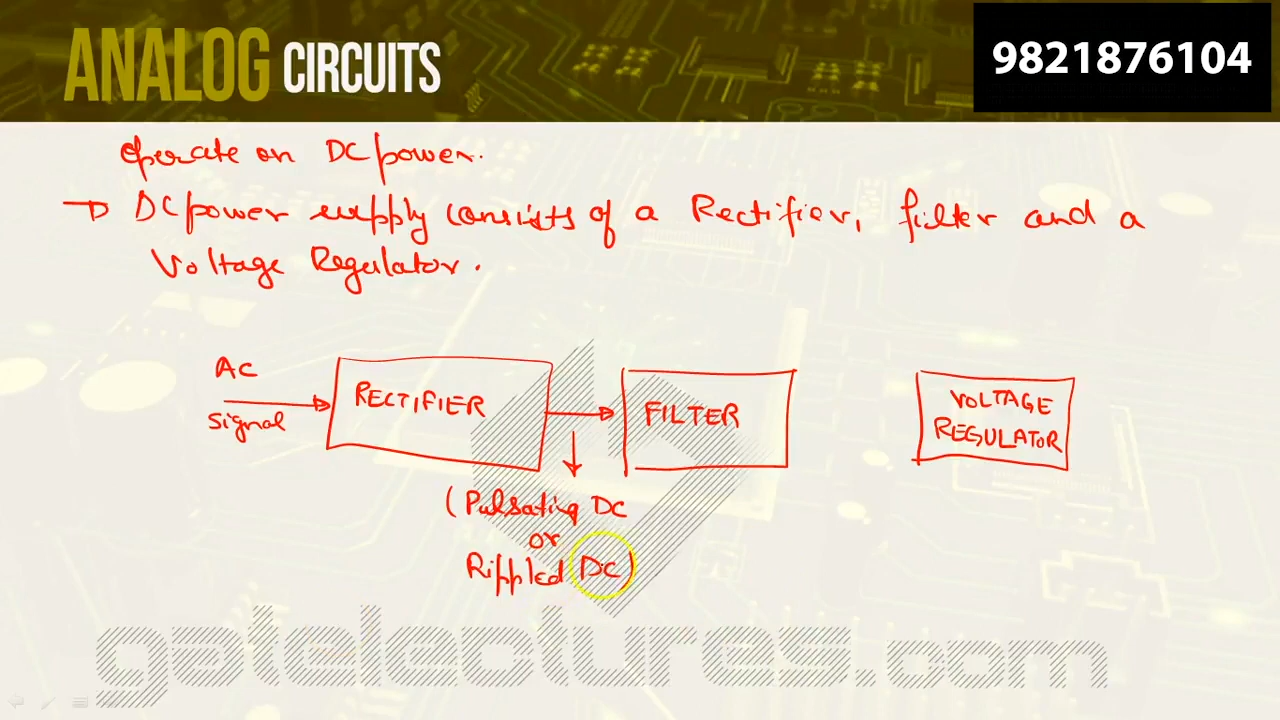 ANALOG CIRCUITS
9821876104
operate on DC power.
→ DC power supply consists of a Rectifier, filter and a
Voltage Regulator.
AC
signal
RECTIFIER
FILTER
VOLTAGE
REGULATOR
(Pulsating DC
or
Rippled DC)
gatelectures.com